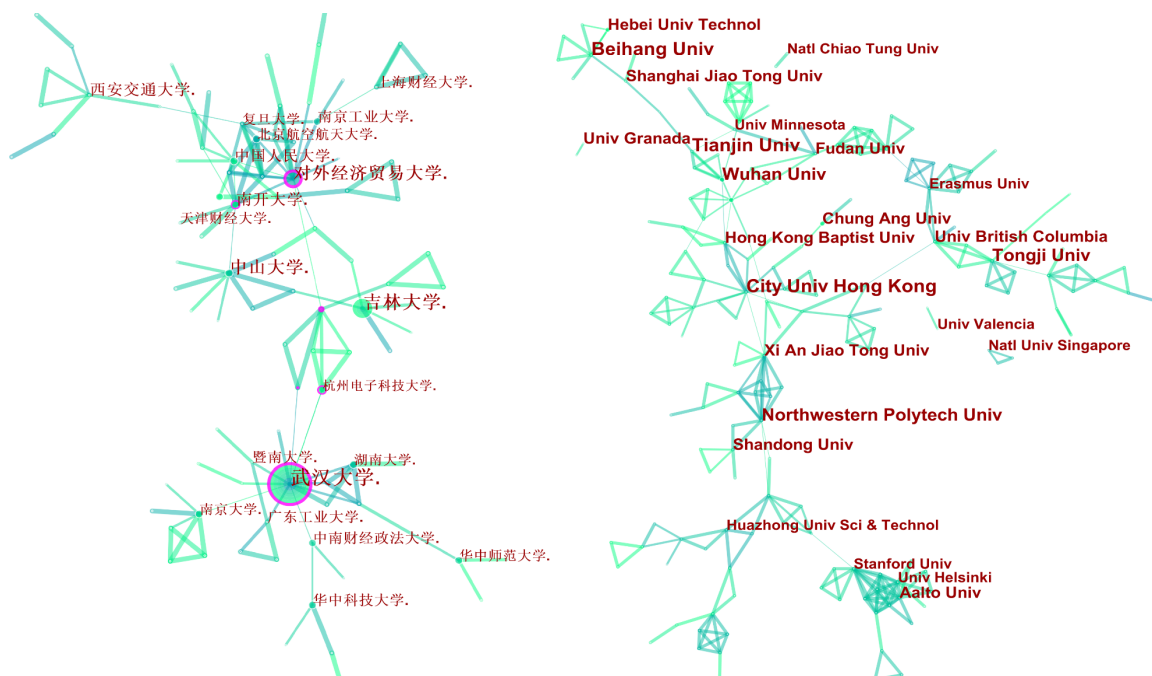 西安交通大学.
上海财经大学.
复旦大学.
南京工业大学.
北京航空航天大学.
中国人民大学.
对外经济贸易大学.
南开大学.
天津财经大学.
中山大学.
吉林大学.
杭州电子科技大学.
暨南大学.
湖南大学.
武汉大学.
南京大学.
广东工业大学.
中南财经政法大学.
华中师范大学.
华中科技大学.
Hebei Univ Technol
Beihang Univ
Natl Chiao Tung Univ
Shanghai Jiao Tong Univ
Univ Minnesota
Univ Granada
Tianjin Univ
Fudan Univ
Wuhan Univ
Erasmus Univ
Chung Ang Univ
Hong Kong Baptist Univ
Univ British Columbia
Tongji Univ
City Univ Hong Kong
Univ Valencia
Natl Univ Singapore
Xi An Jiao Tong Univ
Northwestern Polytech Univ
Shandong Univ
Huazhong Univ Sci & Technol
Stanford Univ
Univ Helsinki
Aalto Univ